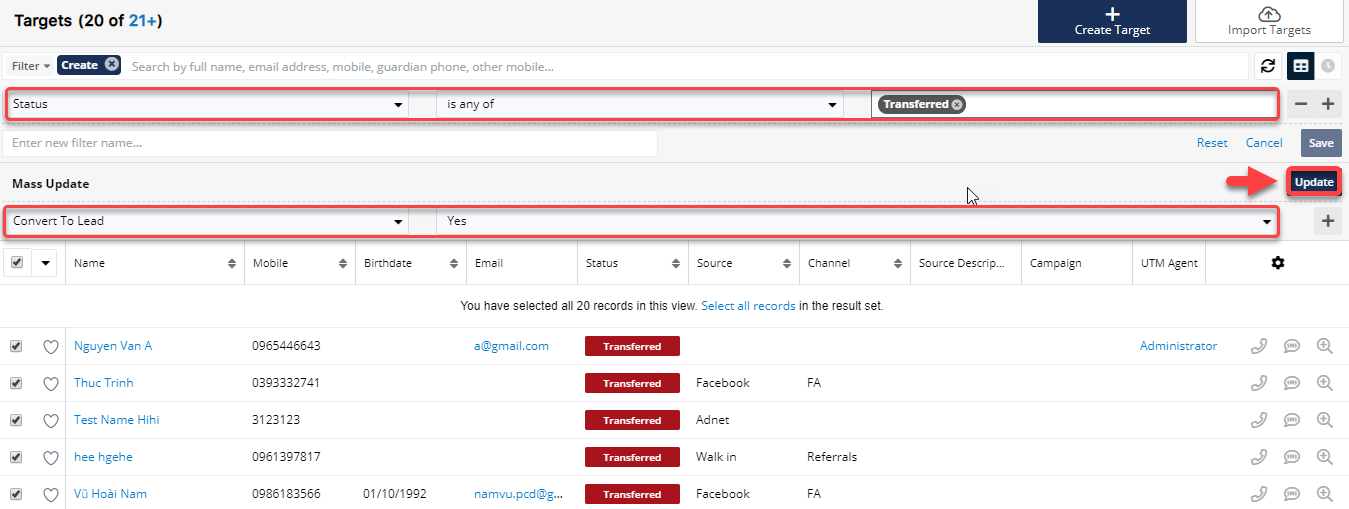 Targets (20 of 21+)
Create Target
Import Targets
Filter
Create
Search by full name, email address, mobile, guardian phone, other mobile...
Status is any of Transferred
Enter new filter name...
Reset Cancel Save
Mass Update
Update
Convert To Lead Yes
Name Mobile Birthdate Email Status Source Channel Source Descrip... Campaign UTM Agent
You have selected all 20 records in this view. Select all records in the result set.
Nguyen Van A 0965446643 a@gmail.com Transferred Administrator SMS
Thuc Trinh 0393332741 Transferred Facebook FA SMS
Test Name Hihi 3123123 Transferred Adnet SMS
hee hgehe 0961397817 Transferred Walk in Referrals SMS
Vũ Hoài Nam 0986183566 01/10/1992 namvu.pcd@g... Transferred Facebook FA SMS